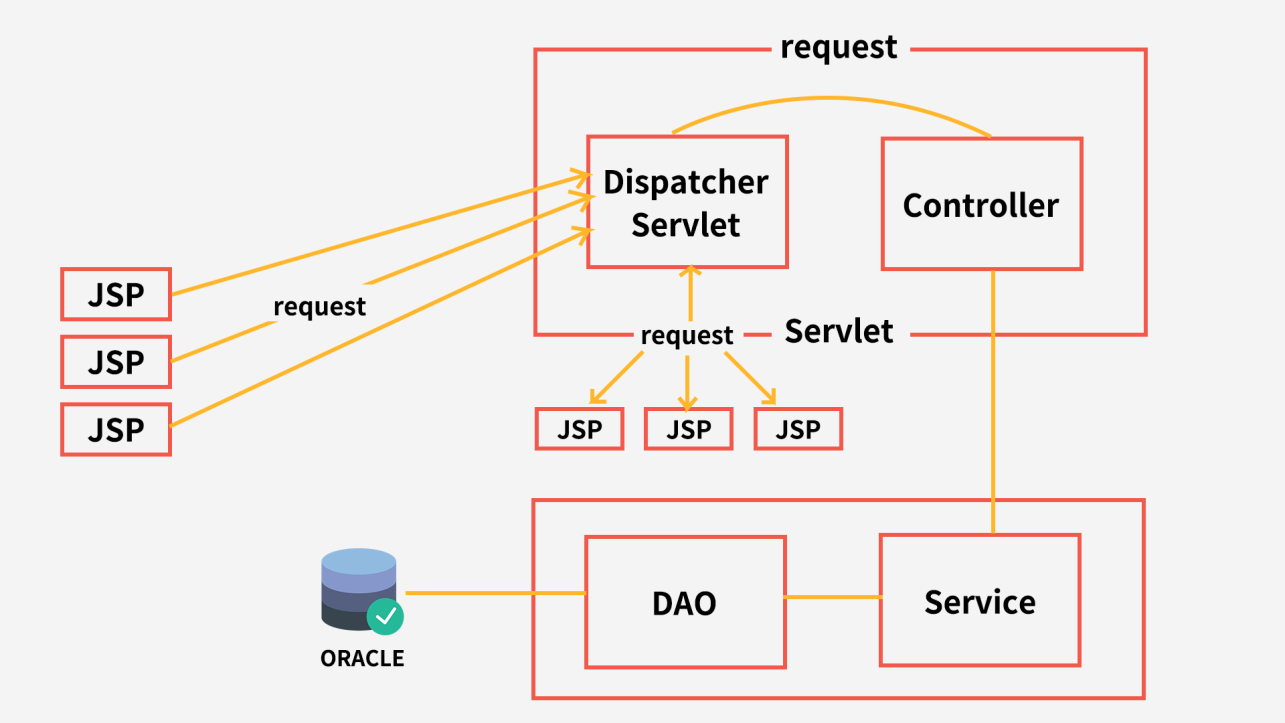 request
Dispatcher
Servlet
Controller
JSP
request
JSP
JSP
request
Servlet
JSP
JSP
JSP
DAO
Service
ORACLE